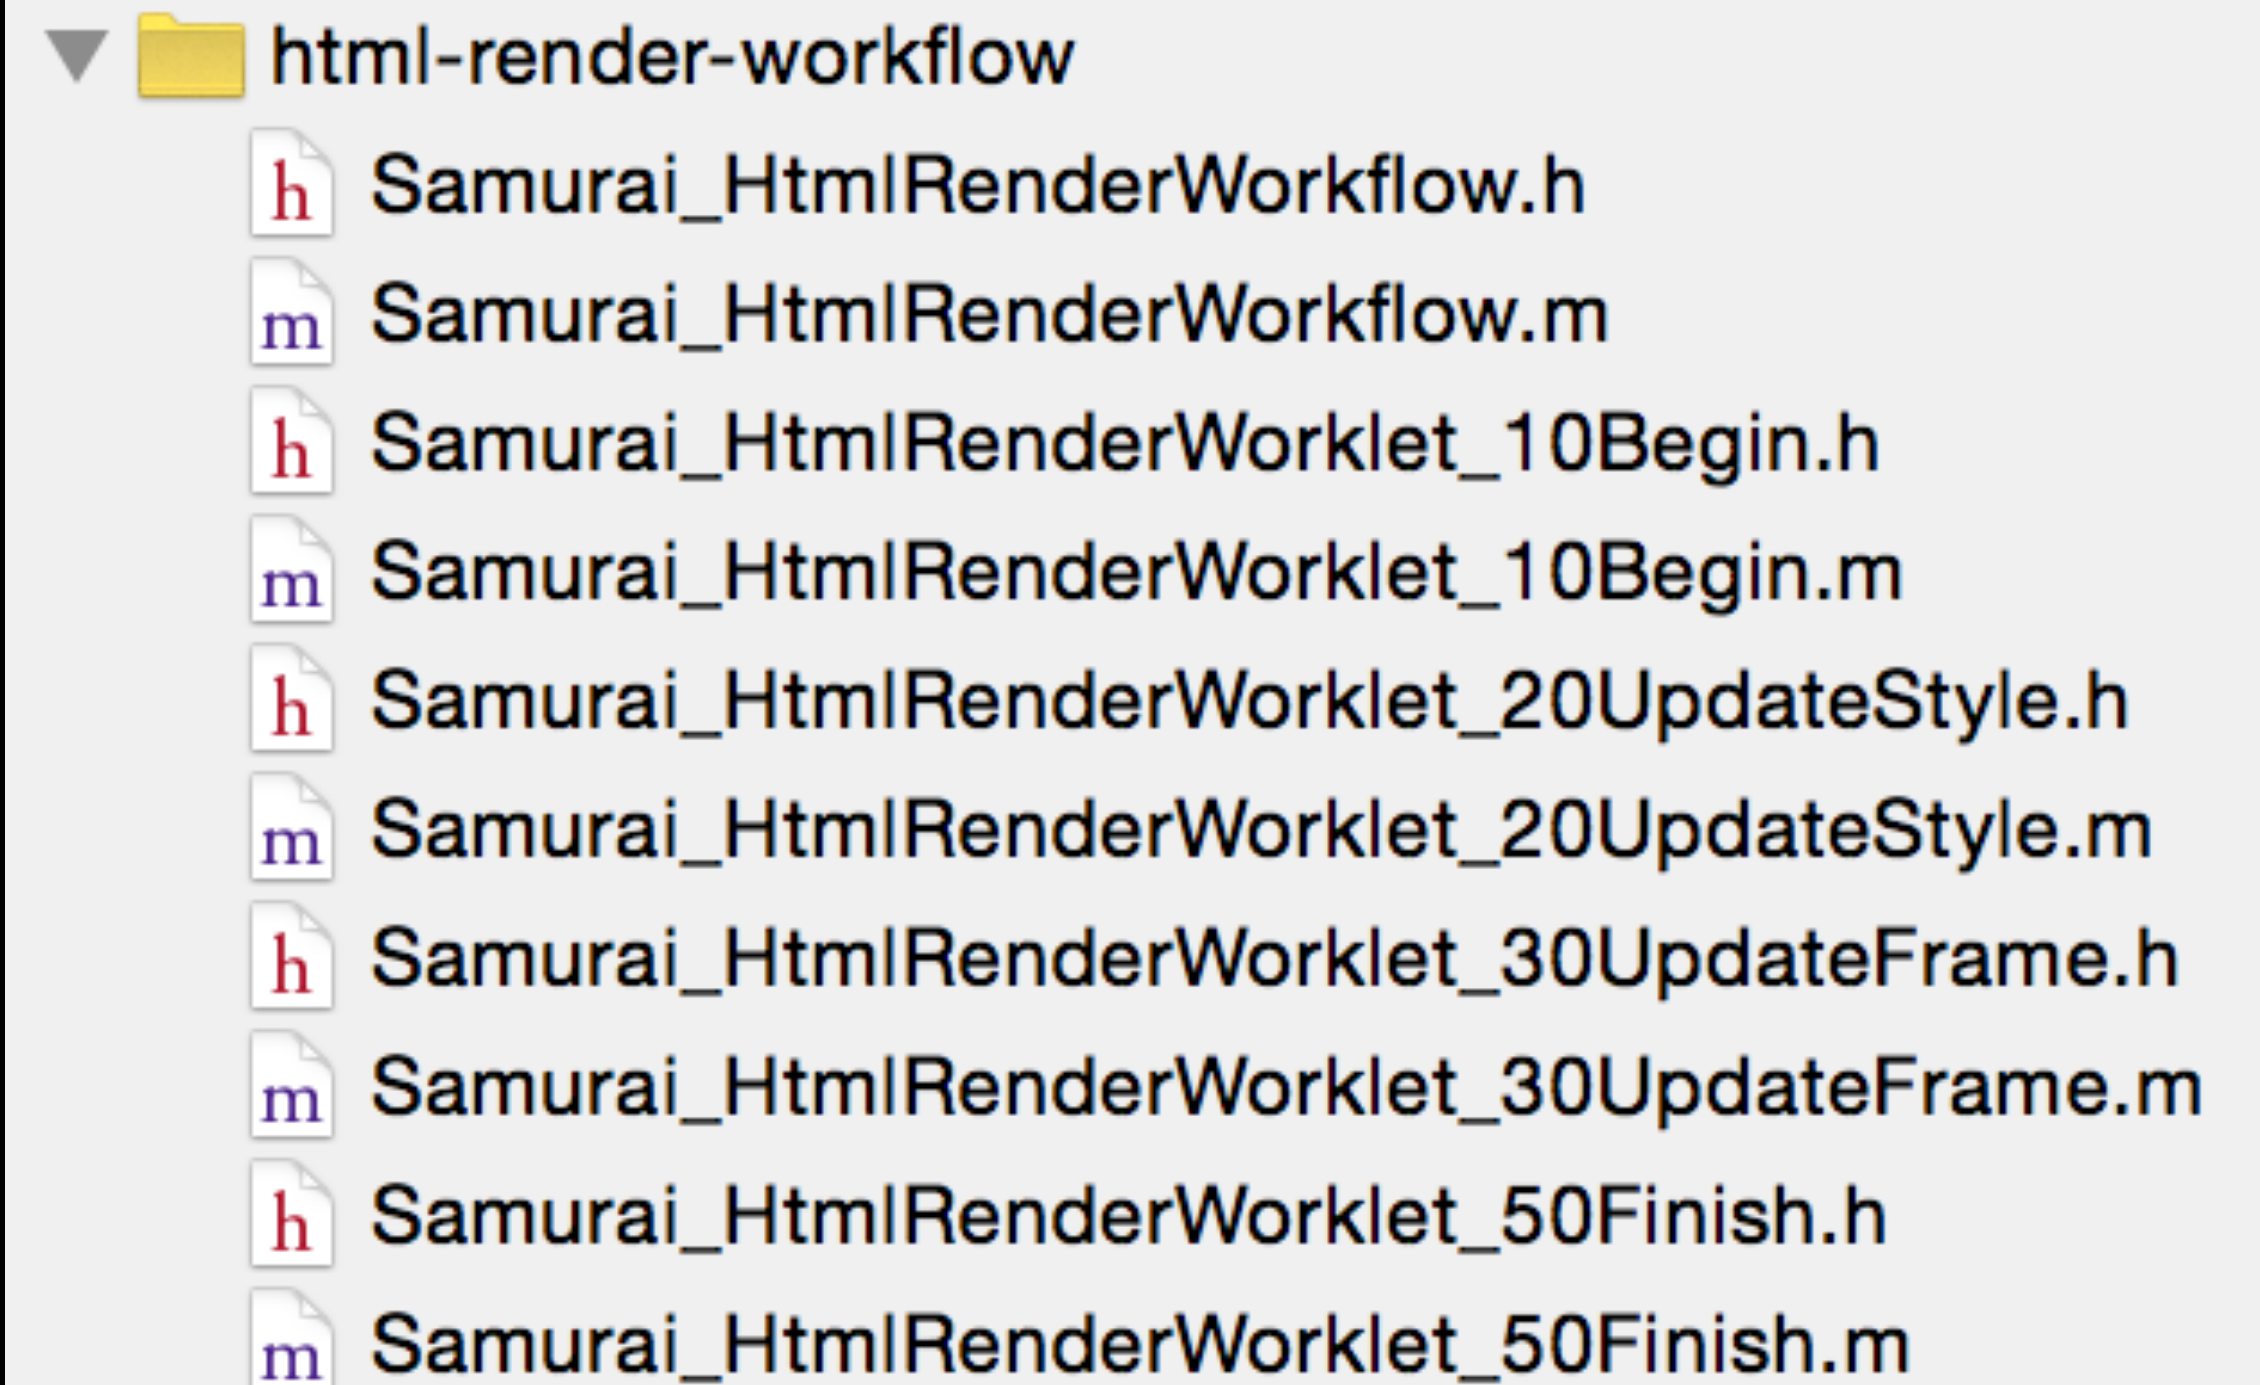 html-render-workflow
h Samurai_HtmlRenderWorkflow.h
m Samurai_HtmlRenderWorkflow.m
h Samurai_HtmlRenderWorklet_10Begin.h
m Samurai_HtmlRenderWorklet_10Begin.m
h Samurai_HtmlRenderWorklet_20UpdateStyle.h
m Samurai_HtmlRenderWorklet_20UpdateStyle.m
h Samurai_HtmlRenderWorklet_30UpdateFrame.h
m Samurai_HtmlRenderWorklet_30UpdateFrame.m
h Samurai_HtmlRenderWorklet_50Finish.h
m Samurai_HtmlRenderWorklet_50Finish.m